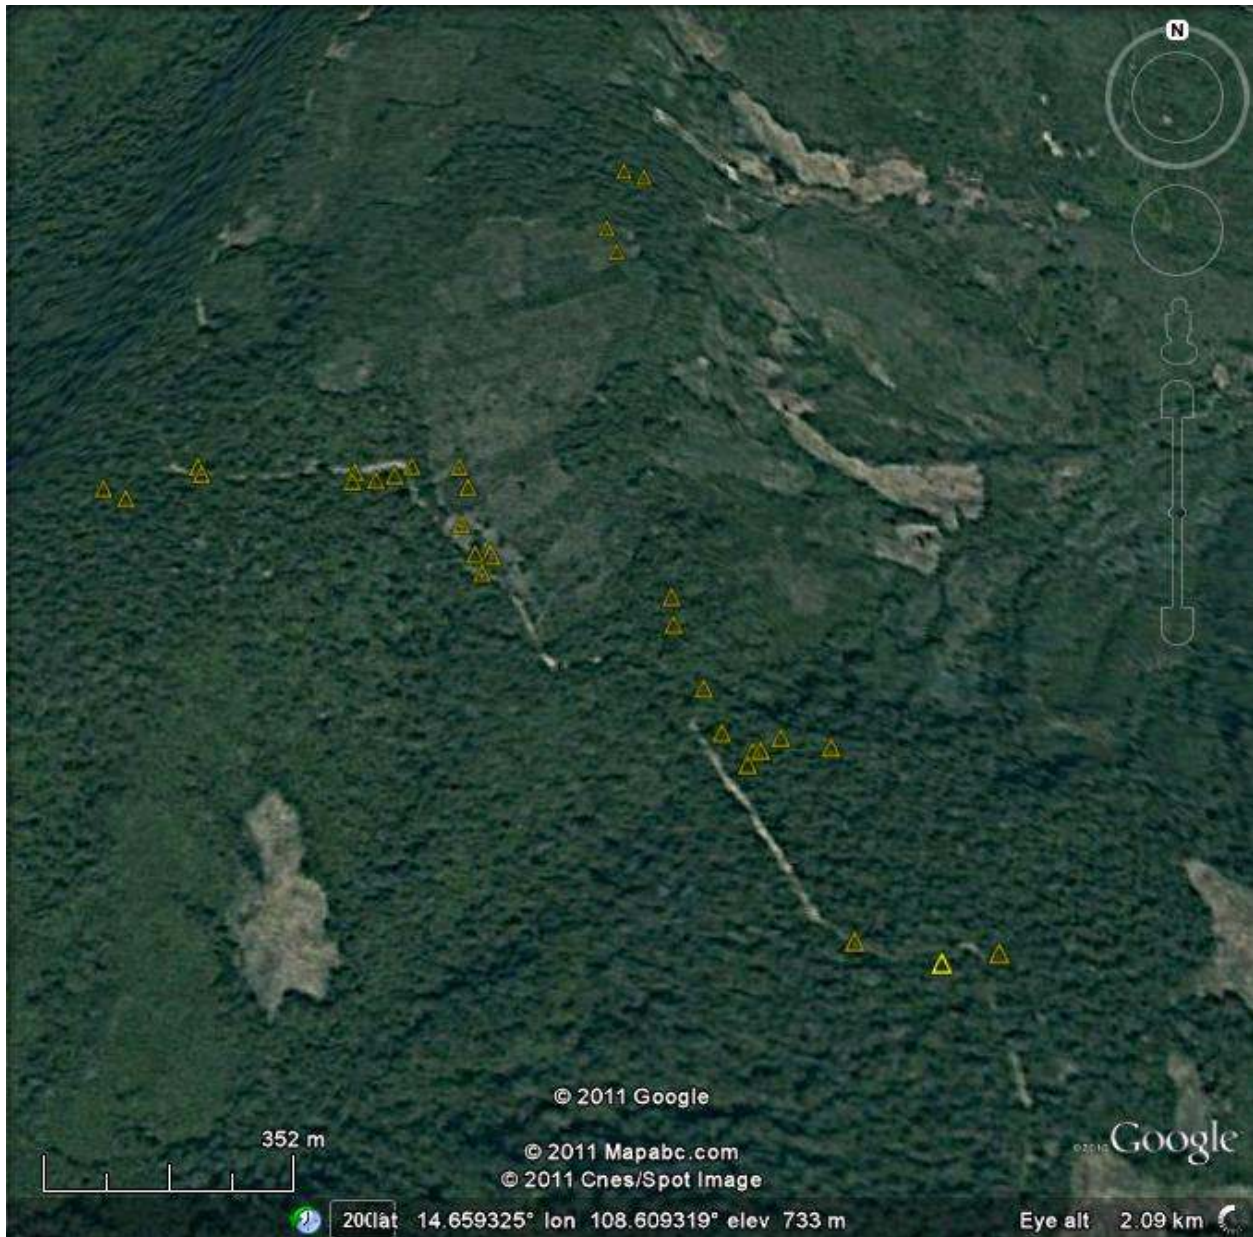 N
© 2011 Google
352 m
© 2011 Mapabc.com
© 2011 Cnes/Spot Image
©2010 Google
lat 14.659325° lon 108.609319° elev 733 m
Eye alt 2.09 km